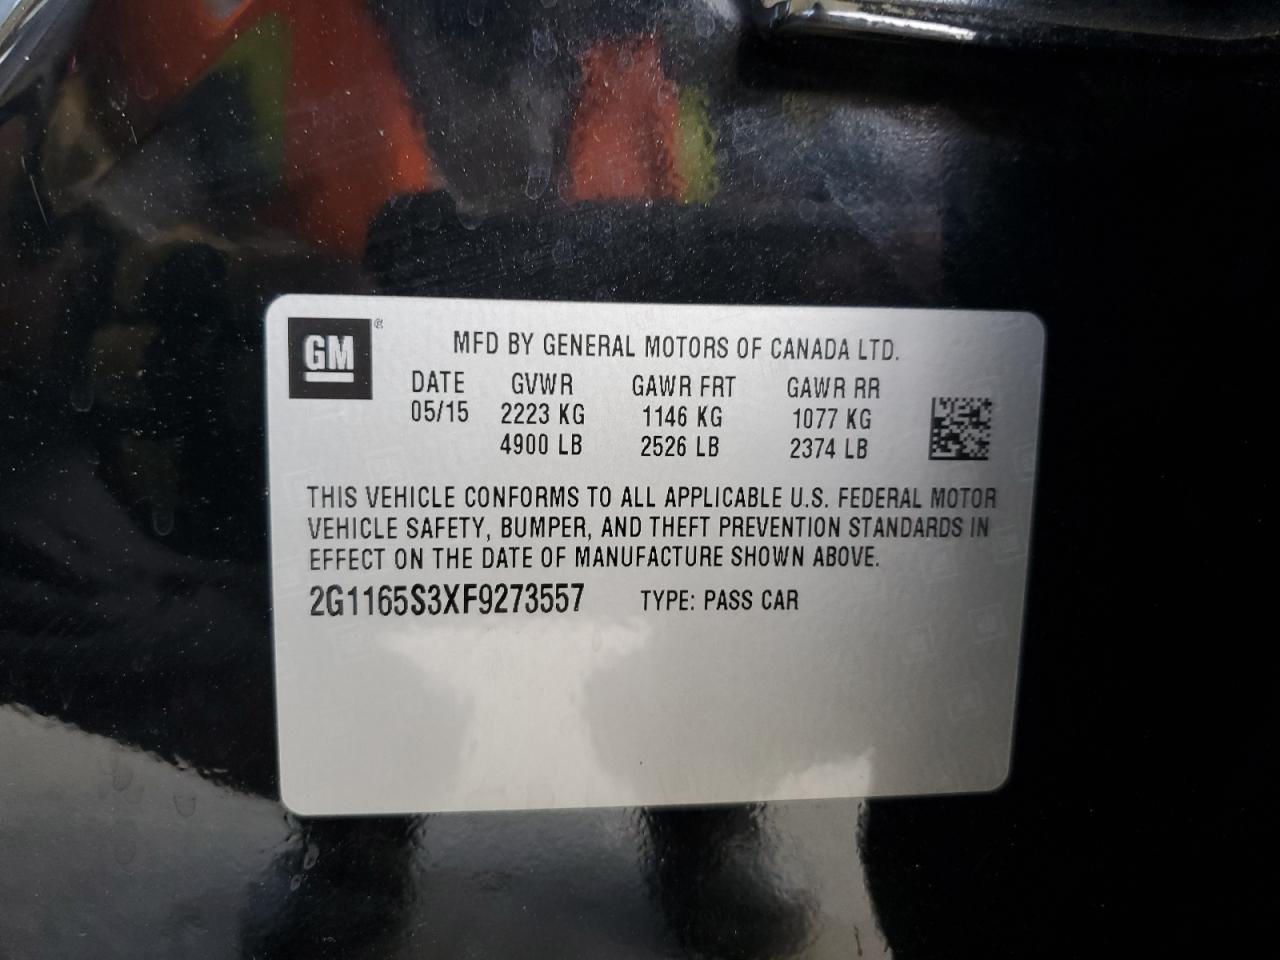 GM ®
MFD BY GENERAL MOTORS OF CANADA LTD.
DATE GVWR GAWR FRT GAWR RR
05/15 2223 KG 1146 KG 1077 KG
4900 LB 2526 LB 2374 LB
THIS VEHICLE CONFORMS TO ALL APPLICABLE U.S. FEDERAL MOTOR
VEHICLE SAFETY, BUMPER, AND THEFT PREVENTION STANDARDS IN
EFFECT ON THE DATE OF MANUFACTURE SHOWN ABOVE.
2G1165S3XF9273557 TYPE: PASS CAR